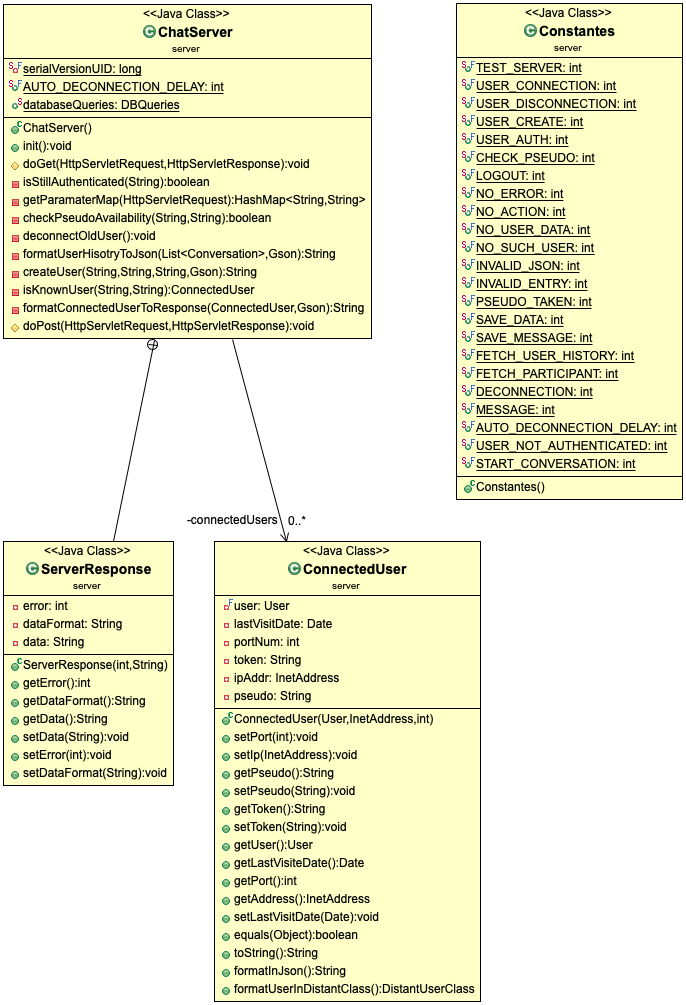 <<Java Class>>
ChatServer
server
serialVersionUID: long
AUTO_DECONNECTION_DELAY: int
databaseQueries: DBQueries
ChatServer()
init():void
doGet(HttpServletRequest,HttpServletResponse):void
isStillAuthenticated(String):boolean
getParamaterMap(HttpServletRequest):HashMap<String,String>
checkPseudoAvailability(String,String):boolean
deconnectOldUser():void
formatUserHisotryToJson(List<Conversation>,Gson):String
createUser(String,String,String,Gson):String
isKnownUser(String,String):ConnectedUser
formatConnectedUserToResponse(ConnectedUser,Gson):String
doPost(HttpServletRequest,HttpServletResponse):void
<<Java Class>>
Constantes
server
TEST_SERVER: int
USER_CONNECTION: int
USER_DISCONNECTION: int
USER_CREATE: int
USER_AUTH: int
CHECK_PSEUDO: int
LOGOUT: int
NO_ERROR: int
NO_ACTION: int
NO_USER_DATA: int
NO_SUCH_USER: int
INVALID_JSON: int
INVALID_ENTRY: int
PSEUDO_TAKEN: int
SAVE_DATA: int
SAVE_MESSAGE: int
FETCH_USER_HISTORY: int
FETCH_PARTICIPANT: int
DECONNECTION: int
MESSAGE: int
AUTO_DECONNECTION_DELAY: int
USER_NOT_AUTHENTICATED: int
START_CONVERSATION: int
Constantes()
-connectedUsers 0..*
<<Java Class>>
ServerResponse
server
error: int
dataFormat: String
data: String
ServerResponse(int,String)
getError():int
getDataFormat():String
getData():String
setData(String):void
setError(int):void
setDataFormat(String):void
<<Java Class>>
ConnectedUser
server
user: User
lastVisitDate: Date
portNum: int
token: String
ipAddr: InetAddress
pseudo: String
ConnectedUser(User,InetAddress,int)
setPort(int):void
setIp(InetAddress):void
getPseudo():String
setPseudo(String):void
getToken():String
setToken(String):void
getUser():User
getLastVisiteDate():Date
getPort():int
getAddress():InetAddress
setLastVisitDate(Date):void
equals(Object):boolean
toString():String
formatInJson():String
formatUserInDistantClass():DistantUserClass